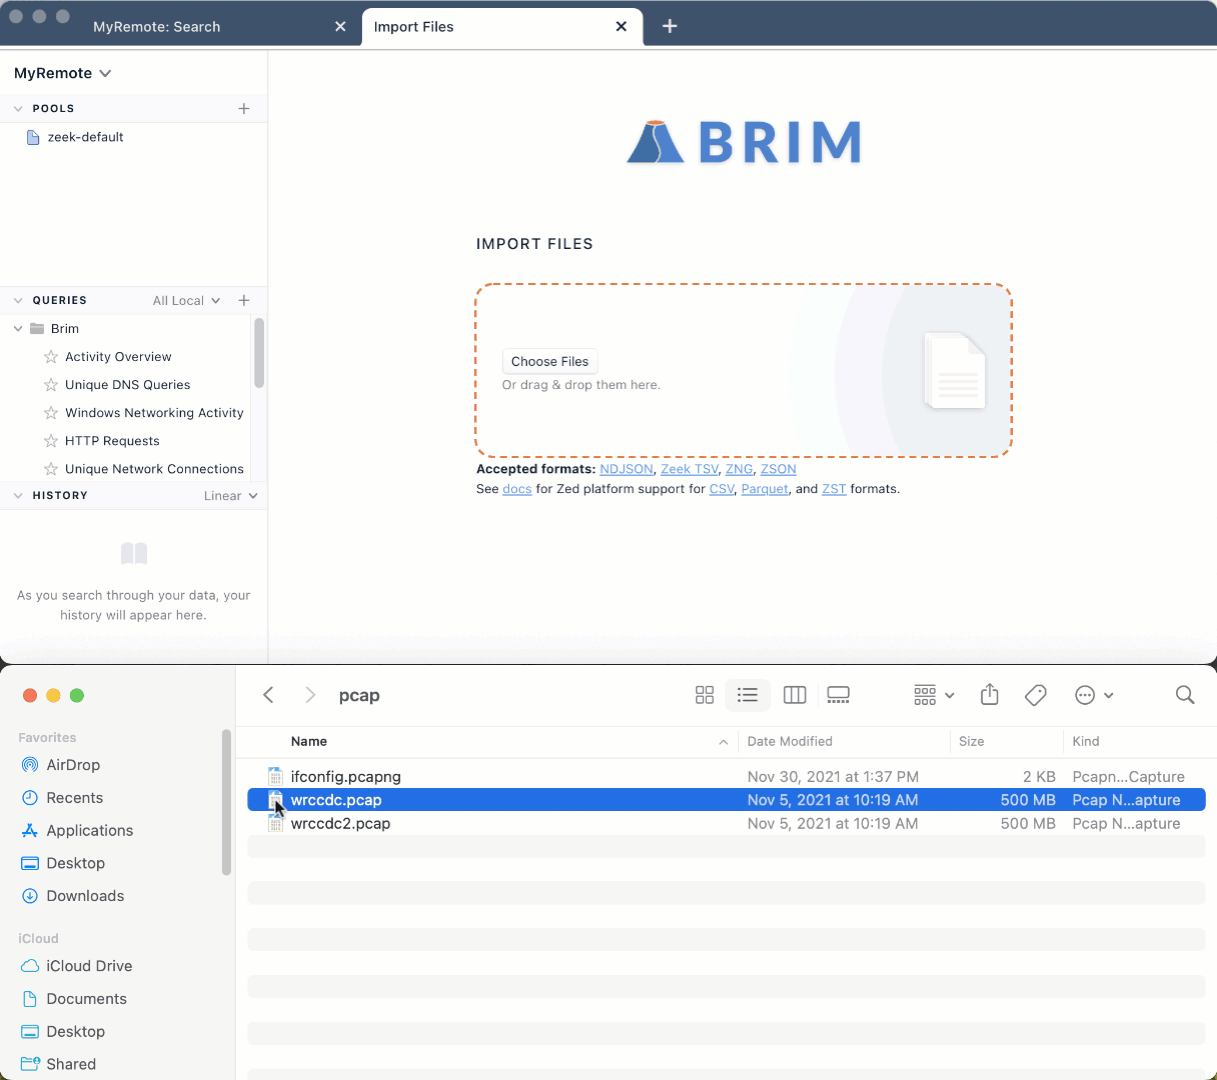 MyRemote: Search
Import Files
MyRemote
POOLS
zeek-default
QUERIES
All Local
Brim
Activity Overview
Unique DNS Queries
Windows Networking Activity
HTTP Requests
Unique Network Connections
HISTORY
Linear
As you search through your data, your
history will appear here.
BRIM
IMPORT FILES
Choose Files
Or drag & drop them here.
Accepted formats: NDJSON, Zeek TSV, ZNG, ZSON
See docs for Zed platform support for CSV, Parquet, and ZST formats.
pcap
Favorites
AirDrop
Recents
Applications
Desktop
Downloads
iCloud
iCloud Drive
Documents
Desktop
Shared
Name Date Modified Size Kind
ifconfig.pcapng Nov 30, 2021 at 1:37 PM 2 KB Pcapn...Capture
wrccdc.pcap Nov 5, 2021 at 10:19 AM 500 MB Pcap N...apture
wrccdc2.pcap Nov 5, 2021 at 10:19 AM 500 MB Pcap N...apture